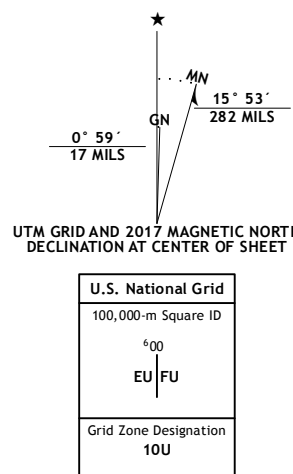 ★
MN
GN
15° 53´
282 MILS
0° 59´
17 MILS
UTM GRID AND 2017 MAGNETIC NORTH
DECLINATION AT CENTER OF SHEET
U.S. National Grid
100,000-m Square ID
⁶00
EU FU
Grid Zone Designation
10U